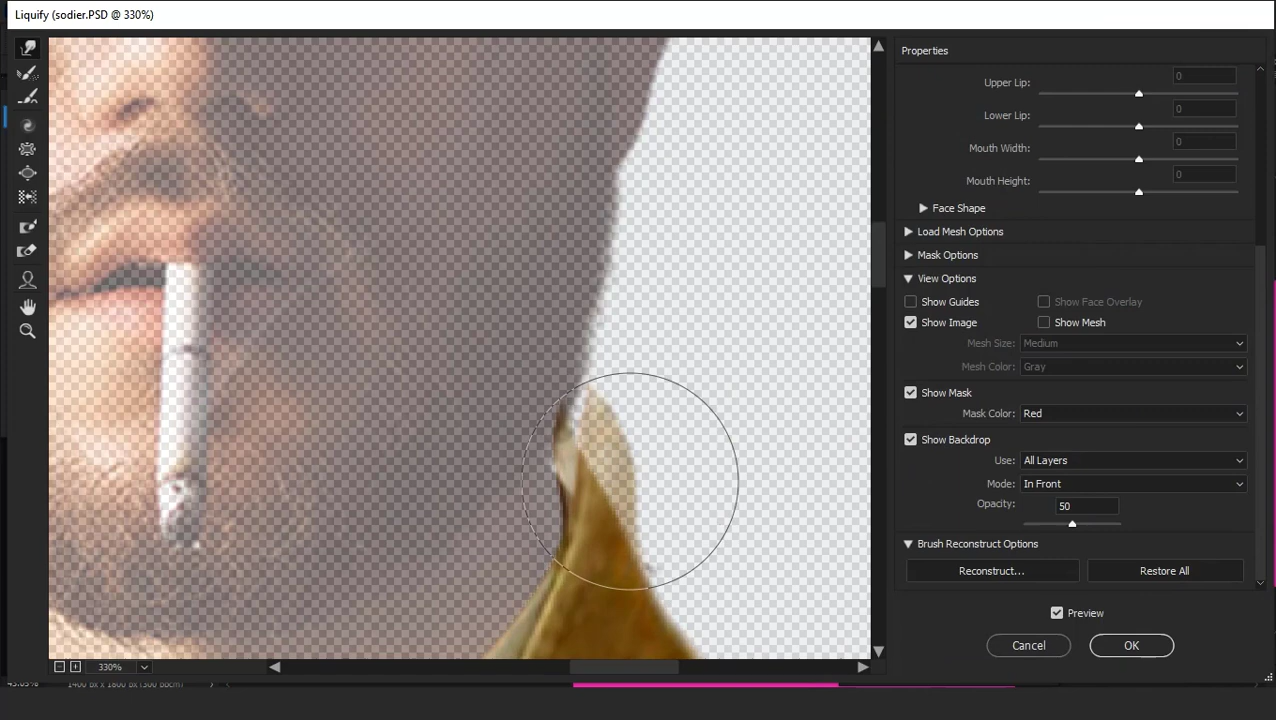 Liquify (sodier.PSD @ 330%)
Properties
Upper Lip: 0
Lower Lip: 0
Mouth Width: 0
Mouth Height: 0
Face Shape
Load Mesh Options
Mask Options
View Options
Show Guides Show Face Overlay
Show Image Show Mesh
Mesh Size: Medium
Mesh Color: Gray
Show Mask
Mask Color: Red
Show Backdrop
Use: All Layers
Mode: In Front
Opacity: 50
Brush Reconstruct Options
Reconstruct... Restore All
Preview
Cancel OK
330%